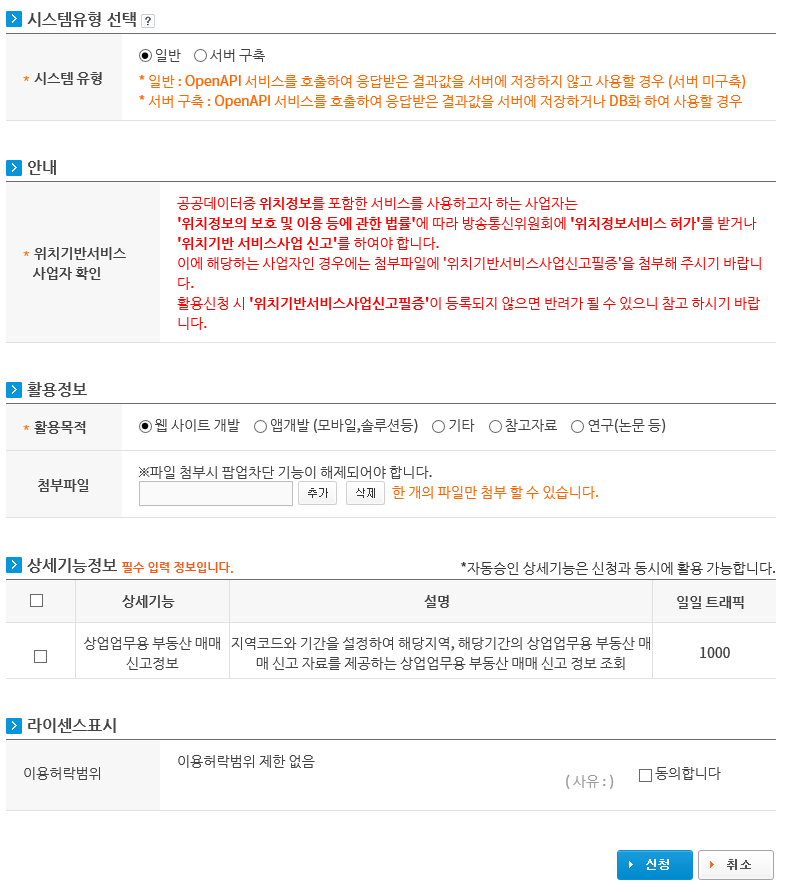 시스템유형 선택 ?
* 시스템 유형
일반 서버 구축
* 일반 : OpenAPI 서비스를 호출하여 응답받은 결과값을 서버에 저장하지 않고 사용할 경우 (서버 미구축)
* 서버 구축 : OpenAPI 서비스를 호출하여 응답받은 결과값을 서버에 저장하거나 DB화 하여 사용할 경우
안내
* 위치기반서비스
사업자 확인
공공데이터중 위치정보를 포함한 서비스를 사용하고자 하는 사업자는
'위치정보의 보호 및 이용 등에 관한 법률'에 따라 방송통신위원회에 '위치정보서비스 허가'를 받거나
'위치기반 서비스사업 신고'를 하여야 합니다.
이에 해당하는 사업자인 경우에는 첨부파일에 '위치기반서비스사업신고필증'을 첨부해 주시기 바랍니
다.
활용신청 시 '위치기반서비스사업신고필증'이 등록되지 않으면 반려가 될 수 있으니 참고 하시기 바랍
니다.
활용정보
* 활용목적
웹 사이트 개발 앱개발 (모바일,솔루션등) 기타 참고자료 연구(논문 등)
첨부파일
※파일 첨부시 팝업차단 기능이 해제되어야 합니다.
추가 삭제 한 개의 파일만 첨부 할 수 있습니다.
상세기능정보 필수 입력 정보입니다.
*자동승인 상세기능은 신청과 동시에 활용 가능합니다.
상세기능 설명 일일 트래픽
상업업무용 부동산 매매
신고정보
지역코드와 기간을 설정하여 해당지역, 해당기간의 상업업무용 부동산 매
매 신고 자료를 제공하는 상업업무용 부동산 매매 신고 정보 조회
1000
라이센스표시
이용허락범위
이용허락범위 제한 없음
( 사유 : )
동의합니다
신청 취소